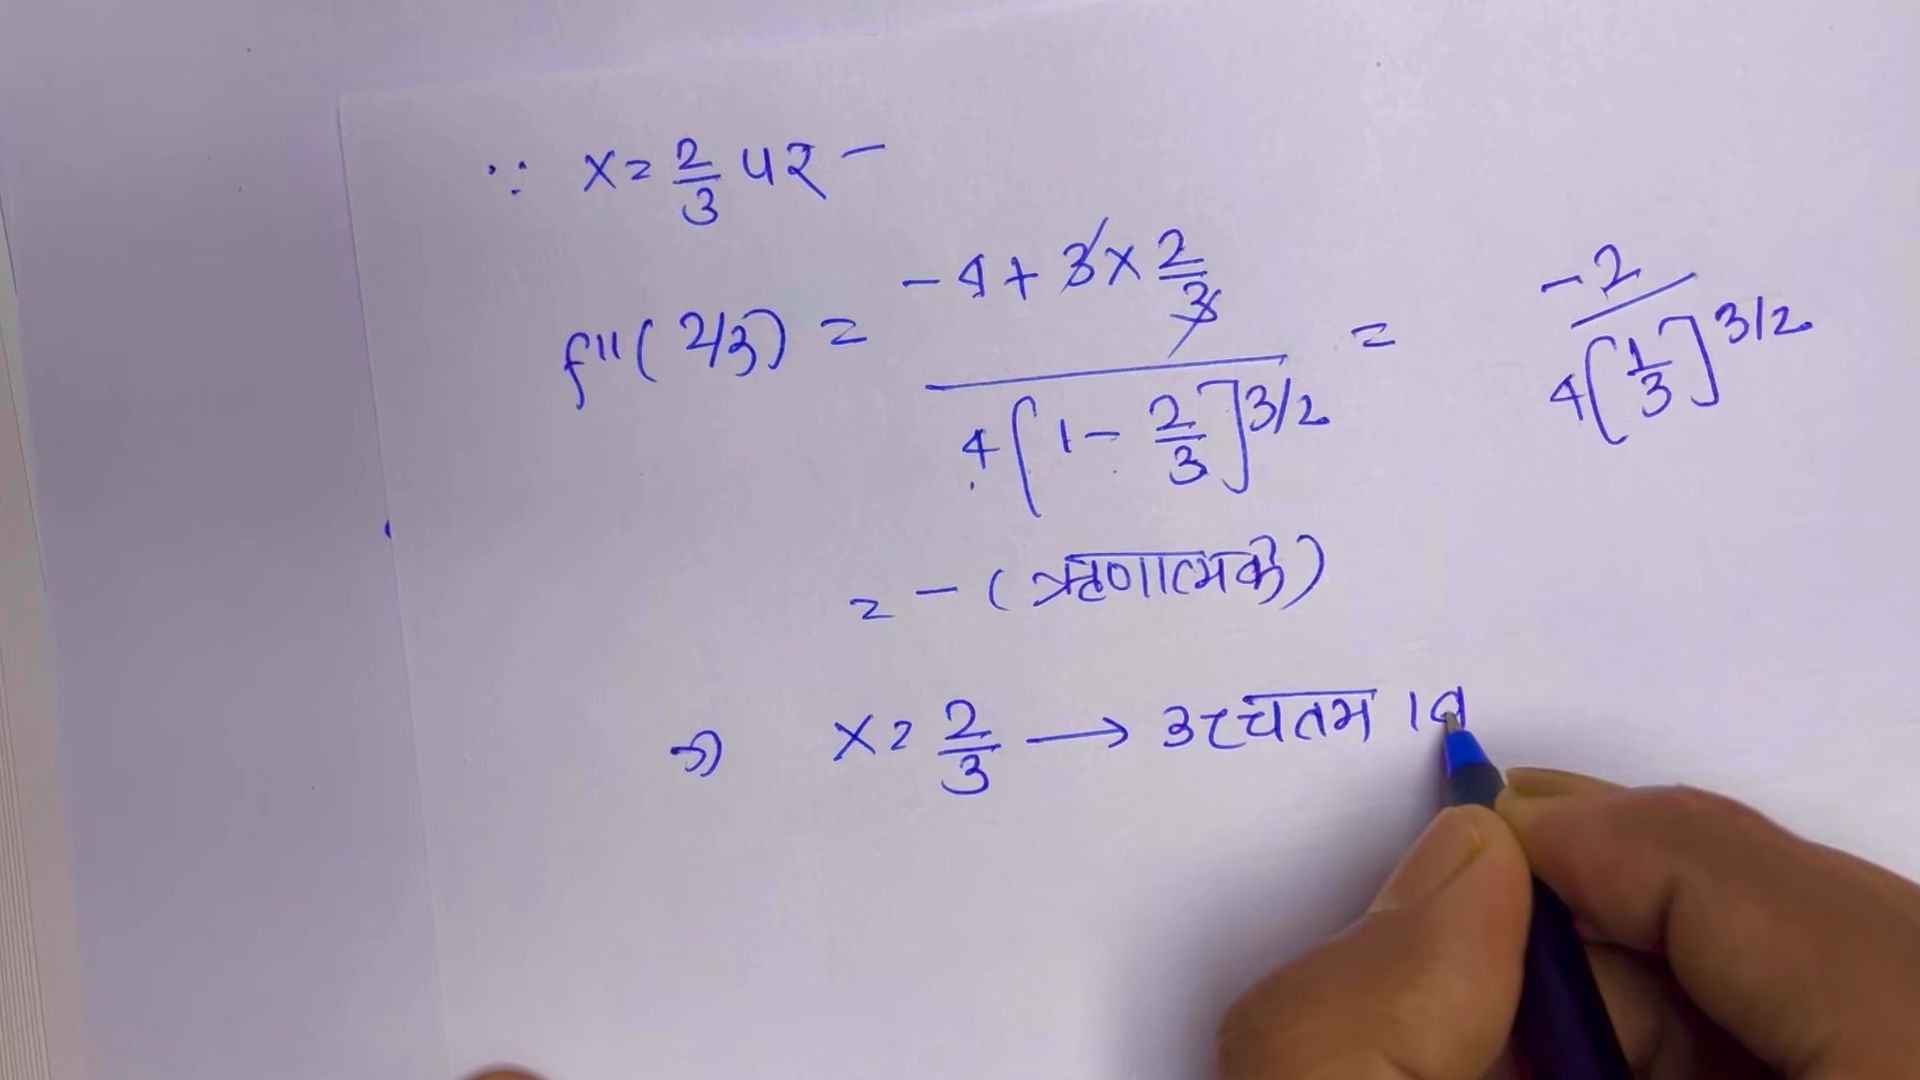 ∵ x = 2/3 पर –
f''(2/3) = (-4 + 3 × 2/3) / 4[1 - 2/3]^3/2 = -2 / 4[1/3]^3/2
= – (ऋणात्मक)
⇒ x = 2/3 → उच्चतम